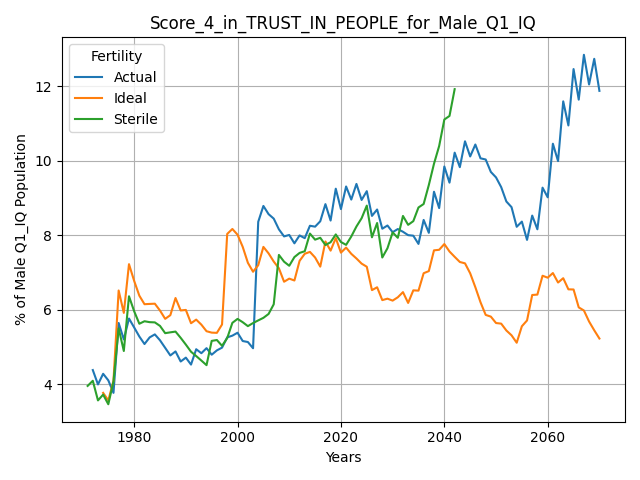 Score_4_in_TRUST_IN_PEOPLE_for_Male_Q1_IQ
Fertility
Actual
Ideal
Sterile
% of Male Q1_IQ Population
12
10
8
6
4
1980
2000
2020
2040
2060
Years